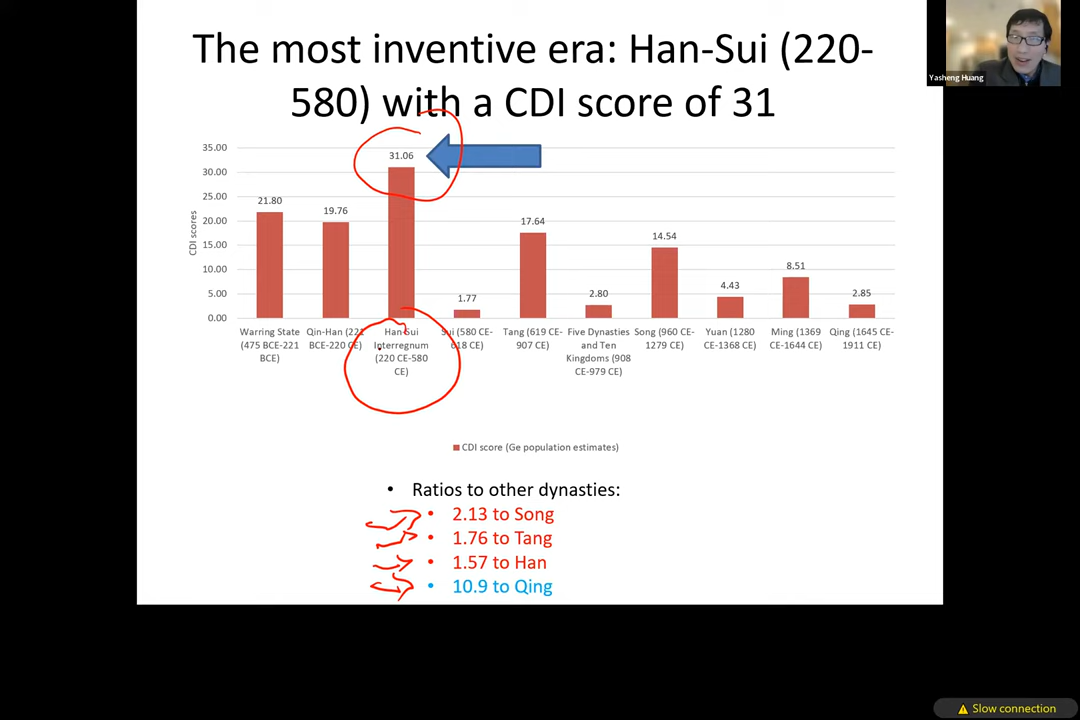 The most inventive era: Han-Sui (220-
580) with a CDI score of 31
Yasheng Huang
35.00
30.00
25.00
20.00
15.00
10.00
5.00
0.00
CDI scores
21.80
19.76
31.06
1.77
17.64
2.80
14.54
4.43
8.51
2.85
Warring State
(475 BCE-221
BCE)
Qin-Han (221
BCE-220 CE)
Han-Sui
Interregnum
(220 CE-580
CE)
Sui (580 CE-
618 CE)
Tang (619 CE-
907 CE)
Five Dynasties
and Ten
Kingdoms (908
CE-979 CE)
Song (960 CE-
1279 CE)
Yuan (1280
CE-1368 CE)
Ming (1369
CE-1644 CE)
Qing (1645 CE-
1911 CE)
CDI score (Ge population estimates)
• Ratios to other dynasties:
• 2.13 to Song
• 1.76 to Tang
• 1.57 to Han
• 10.9 to Qing
Slow connection